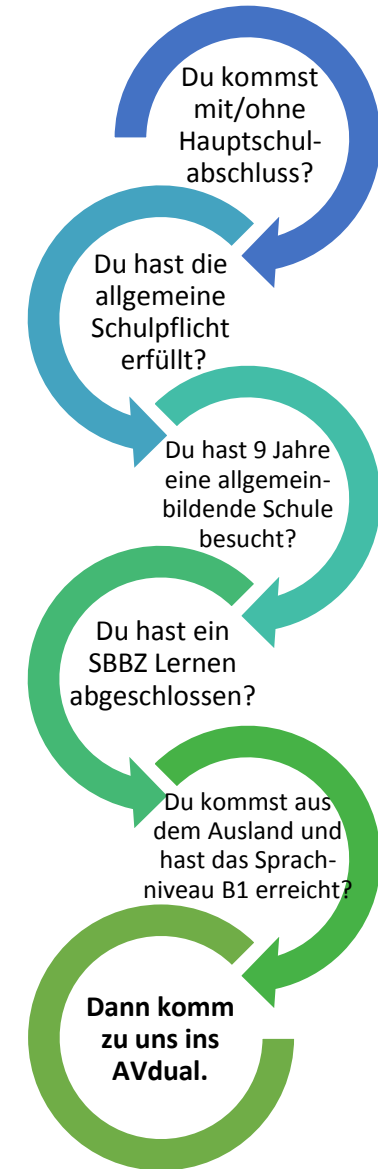 Du kommst
mit/ohne
Hauptschul-
abschluss?
Du hast die
allgemeine
Schulpflicht
erfüllt?
Du hast 9 Jahre
eine allgemein-
bildende Schule
besucht?
Du hast ein
SBBZ Lernen
abgeschlossen?
Du kommst aus
dem Ausland und
hast das Sprach-
niveau B1 erreicht?
Dann komm
zu uns ins
AVdual.